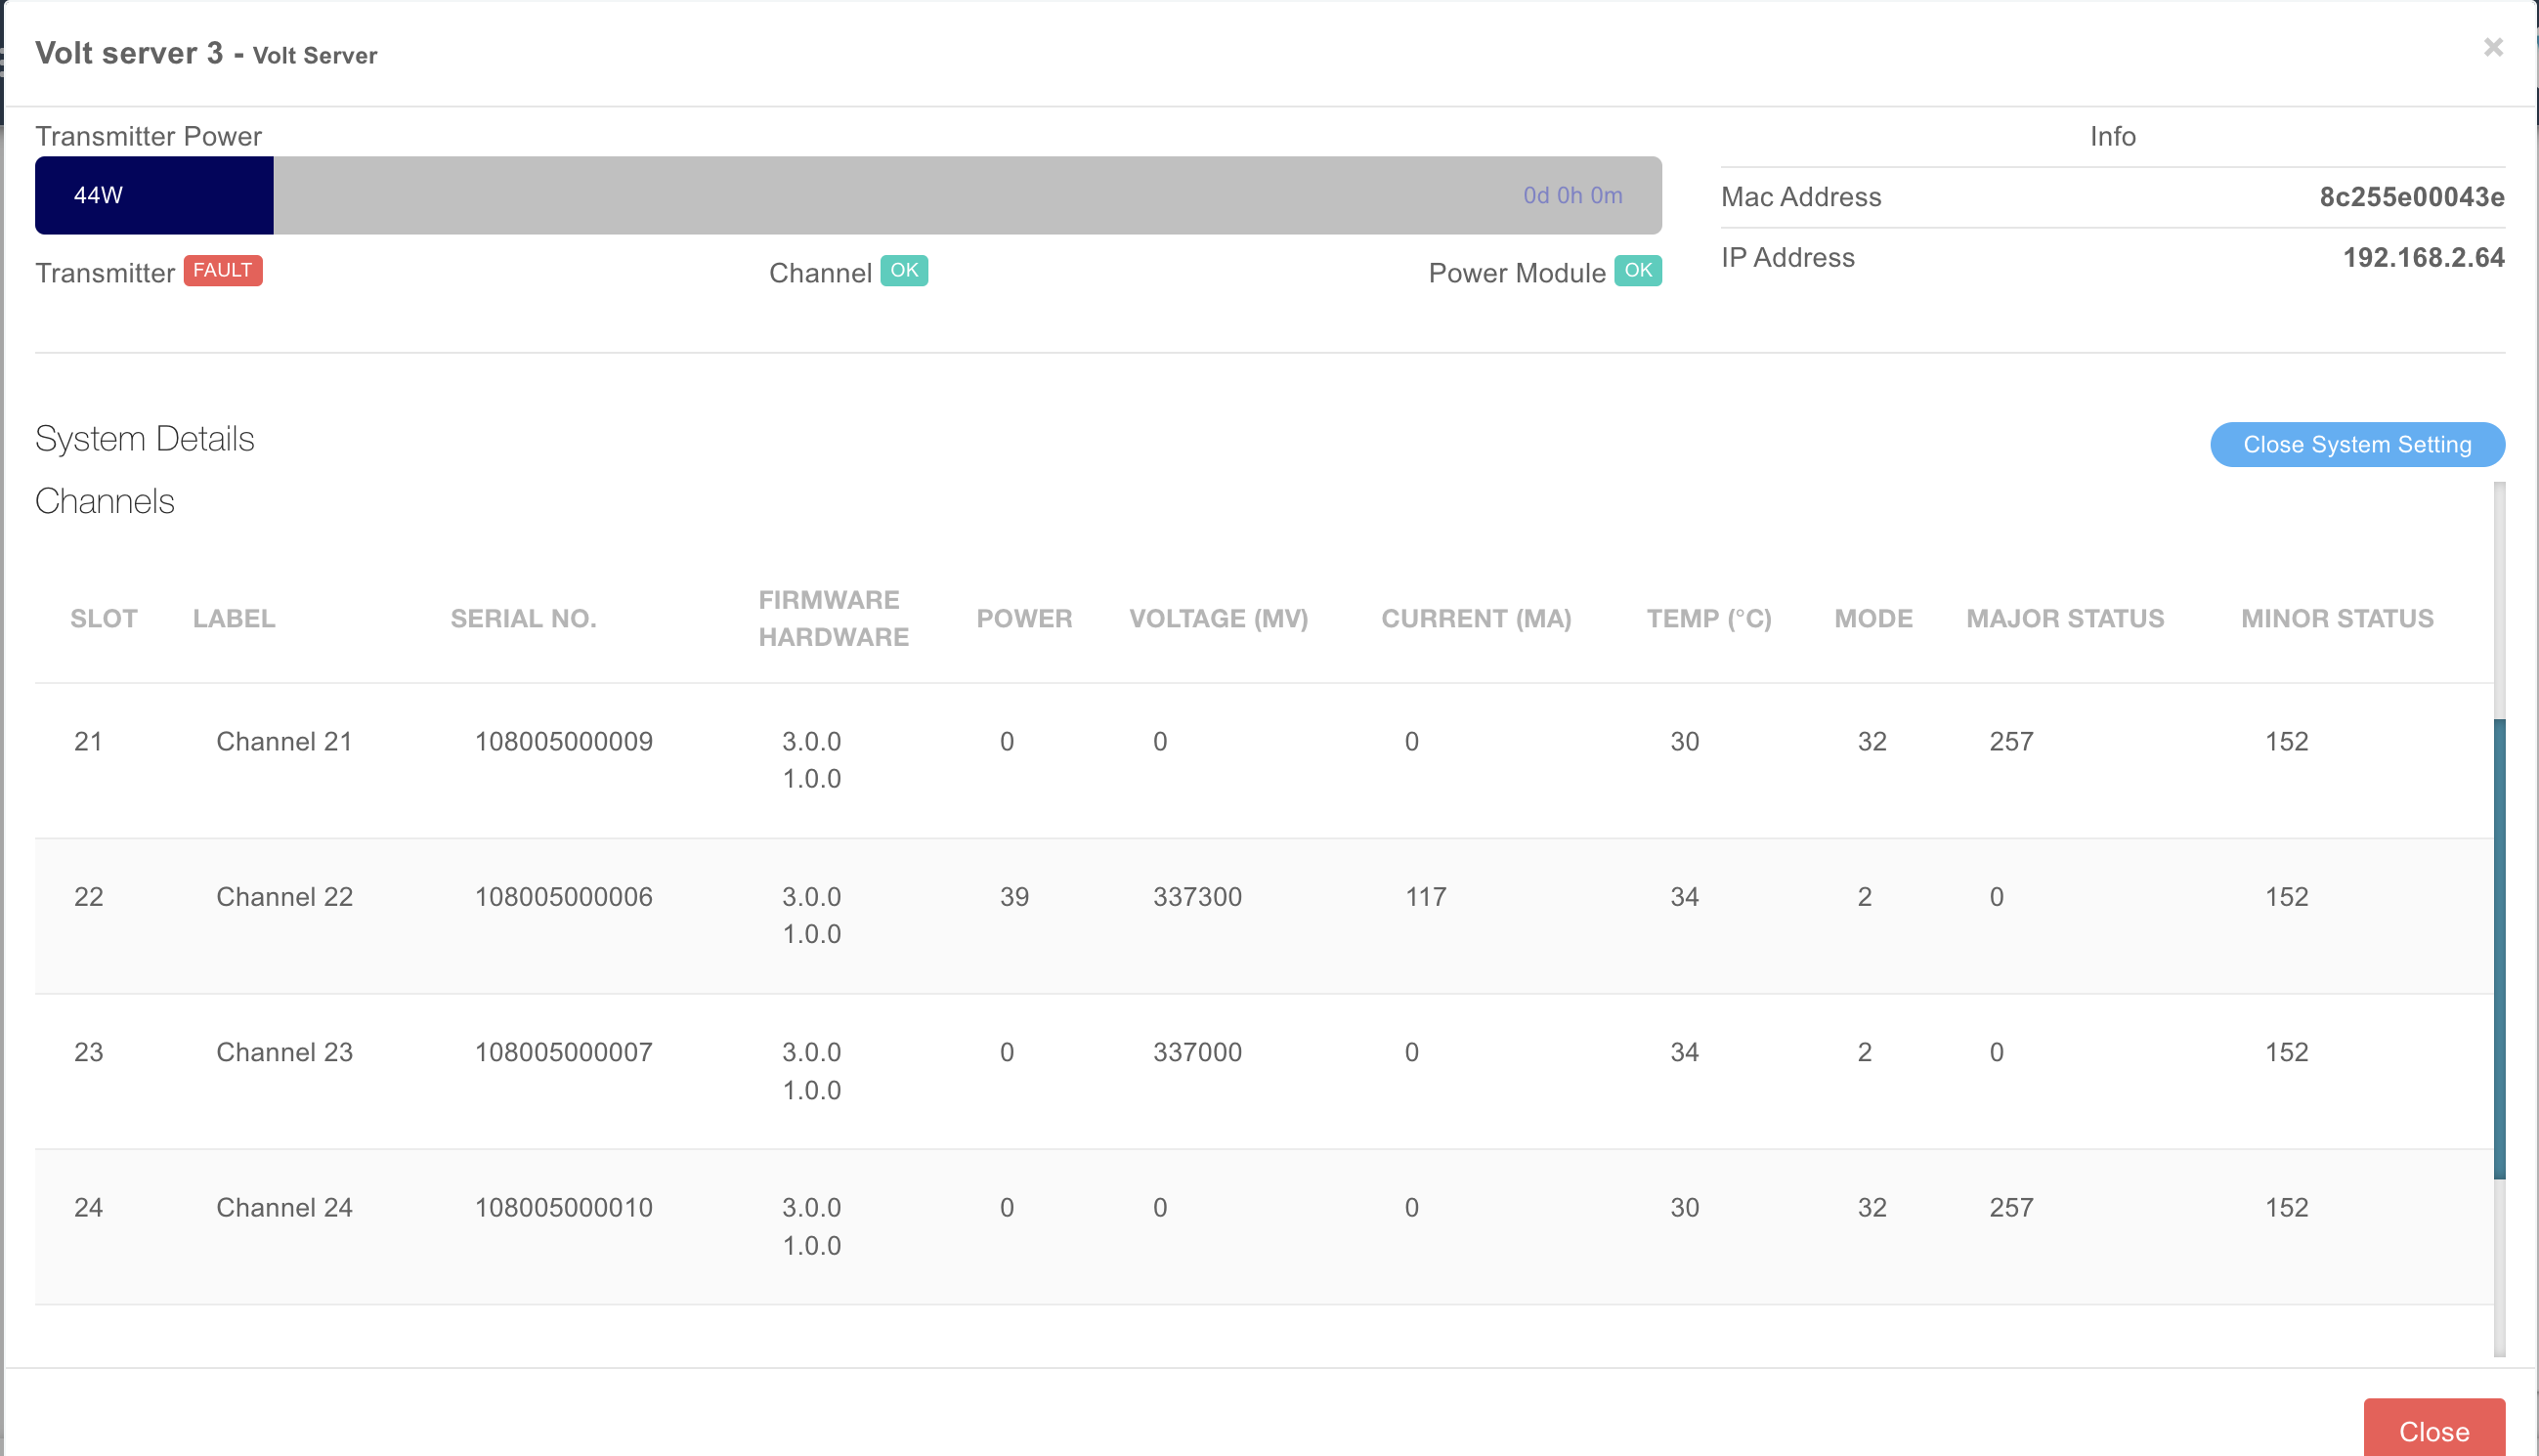 Volt server 3 - Volt Server
×
Transmitter Power
44W
0d 0h 0m
Transmitter FAULT
Channel OK
Power Module OK
Info
Mac Address 8c255e00043e
IP Address 192.168.2.64
System Details
Close System Setting
Channels
SLOT LABEL SERIAL NO. FIRMWARE HARDWARE POWER VOLTAGE (MV) CURRENT (MA) TEMP (°C) MODE MAJOR STATUS MINOR STATUS
21 Channel 21 108005000009 3.0.0 0 0 0 30 32 257 152
1.0.0
22 Channel 22 108005000006 3.0.0 39 337300 117 34 2 0 152
1.0.0
23 Channel 23 108005000007 3.0.0 0 337000 0 34 2 0 152
1.0.0
24 Channel 24 108005000010 3.0.0 0 0 0 30 32 257 152
1.0.0
Close